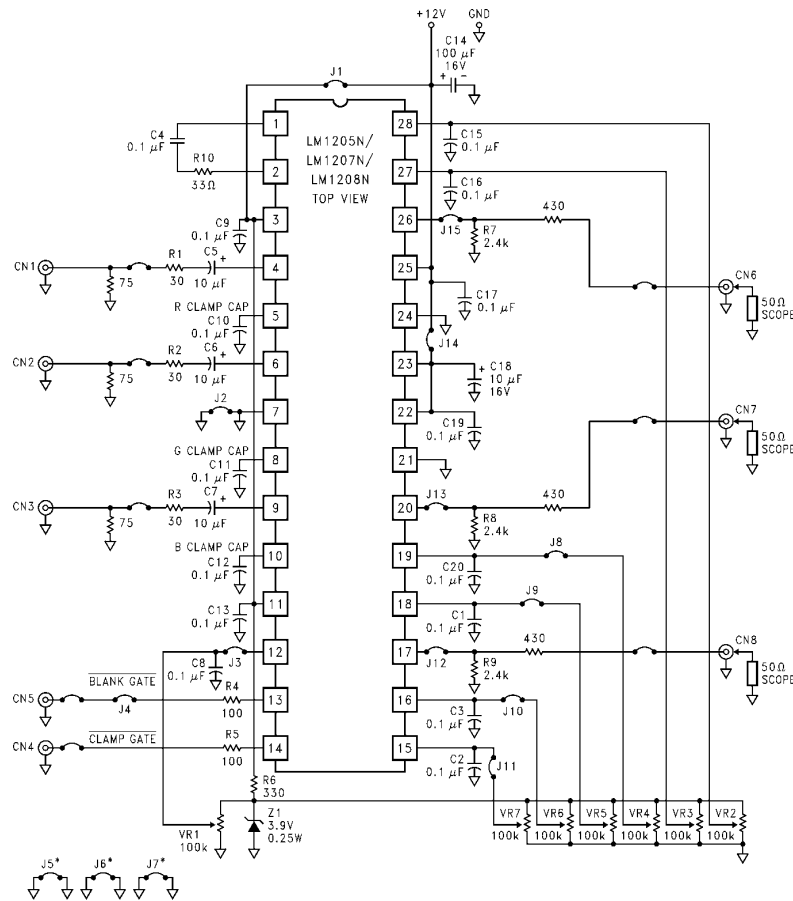 +12V GND
C14
100 μF
16V
+ −
J1
1
28
C4
0.1 μF
LM1205N/
LM1207N/
LM1208N
TOP VIEW
C15
0.1 μF
R10
33Ω
2
27
C16
0.1 μF
C9
0.1 μF
3
26
J15
R7
2.4k
430
CN1
75
R1
30
C5
+
10 μF
4
25
CN6
50Ω
SCOPE
R CLAMP CAP
C10
0.1 μF
5
24
C17
0.1 μF
J14
CN2
75
R2
30
C6
+
10 μF
6
23
+ C18
10 μF
16V
J2
7
22
C19
0.1 μF
CN7
50Ω
SCOPE
G CLAMP CAP
C11
0.1 μF
8
21
CN3
75
R3
30
C7
+
10 μF
9
20
J13
R8
2.4k
430
B CLAMP CAP
C12
0.1 μF
10
19
C20
0.1 μF
J8
C13
0.1 μF
11
18
C1
0.1 μF
J9
C8
0.1 μF
J3
12
17
J12
R9
2.4k
430
CN8
50Ω
SCOPE
CN5
BLANK GATE
J4
R4
100
13
16
C3
0.1 μF
J10
CN4
CLAMP GATE
R5
100
14
15
C2
0.1 μF
J11
R6
330
VR1
100k
Z1
3.9V
0.25W
VR7
100k
VR6
100k
VR5
100k
VR4
100k
VR3
100k
VR2
100k
J5* J6* J7*